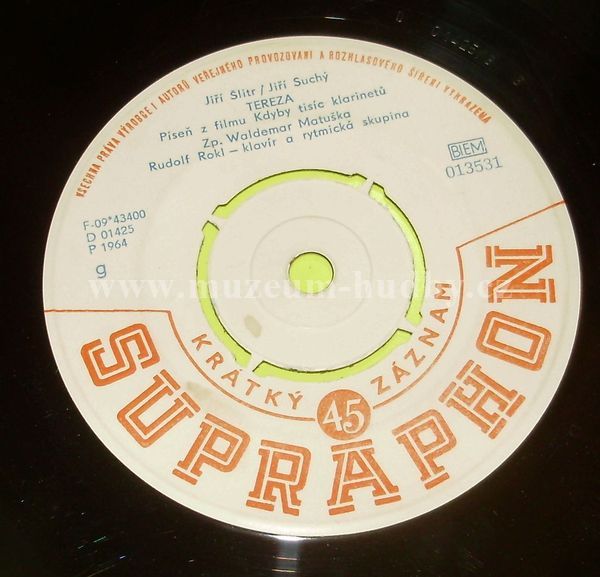 VŠECHNA PRÁVA VÝROBCE I AUTORŮ VEŘEJNÉHO PROVOZOVÁNÍ A ROZHLASOVÉHO ŠÍŘENÍ VYHRAZENA
Jiří Šlitr / Jiří Suchý
TEREZA
Píseň z filmu Kdyby tisíc klarinetů
Zp. Waldemar Matuška
Rudolf Rokl – klavír a rytmická skupina
BIEM
013531
F-09*43400
D 01425
P 1964
g
www.muzeum-hudby.cz
KRÁTKÝ 45 ZÁZNAM
SUPRAPHON